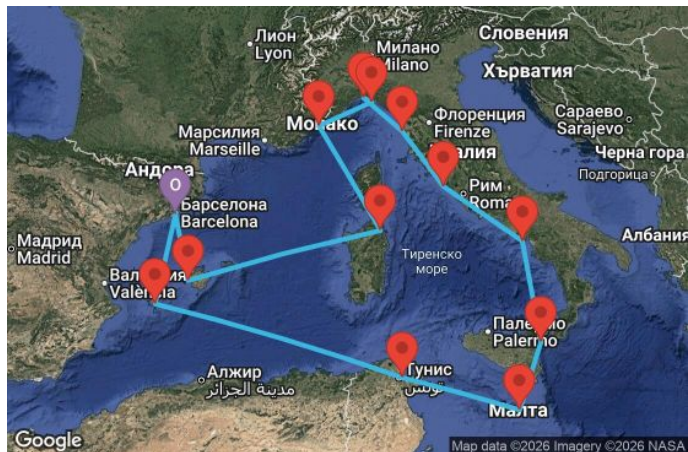 Лион
Lyon
Милано
Milano
Словения
Хърватия
Монако
Флоренция
Firenze
Сараево
Sarajevo
Марсилия
Marseille
Италия
Черна гора
Подгорица
Андора
O
Барселона
Barcelona
Рим
Roma
Албания
Мадрид
Madrid
Тиренско
море
València
Палермо
Palermo
Алжир
مدينة الجزائر
Тунис
تونس
Малта
Google
Map data ©2026 Imagery ©2026 NASA